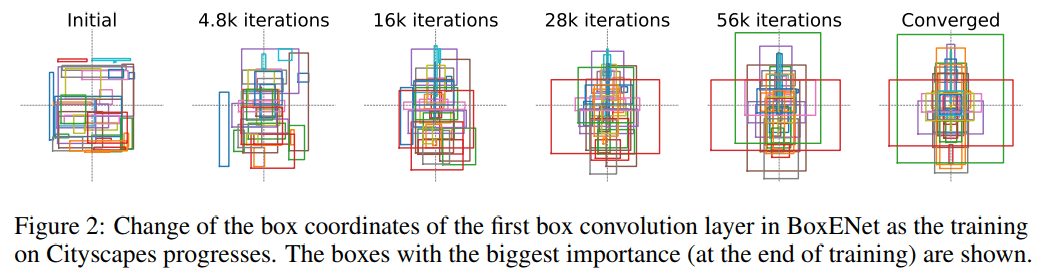 Initial
4.8k iterations
16k iterations
28k iterations
56k iterations
Converged
Figure 2: Change of the box coordinates of the first box convolution layer in BoxENet as the training
on Cityscapes progresses. The boxes with the biggest importance (at the end of training) are shown.